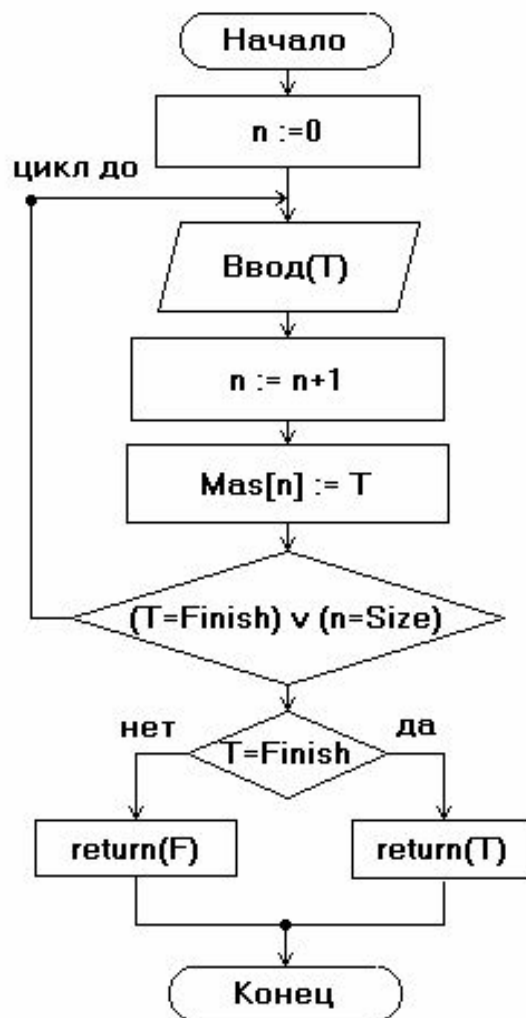 Начало
n :=0
цикл до
Ввод(T)
n := n+1
Mas[n] := T
(T=Finish) v (n=Size)
нет
да
T=Finish
return(F)
return(T)
Конец